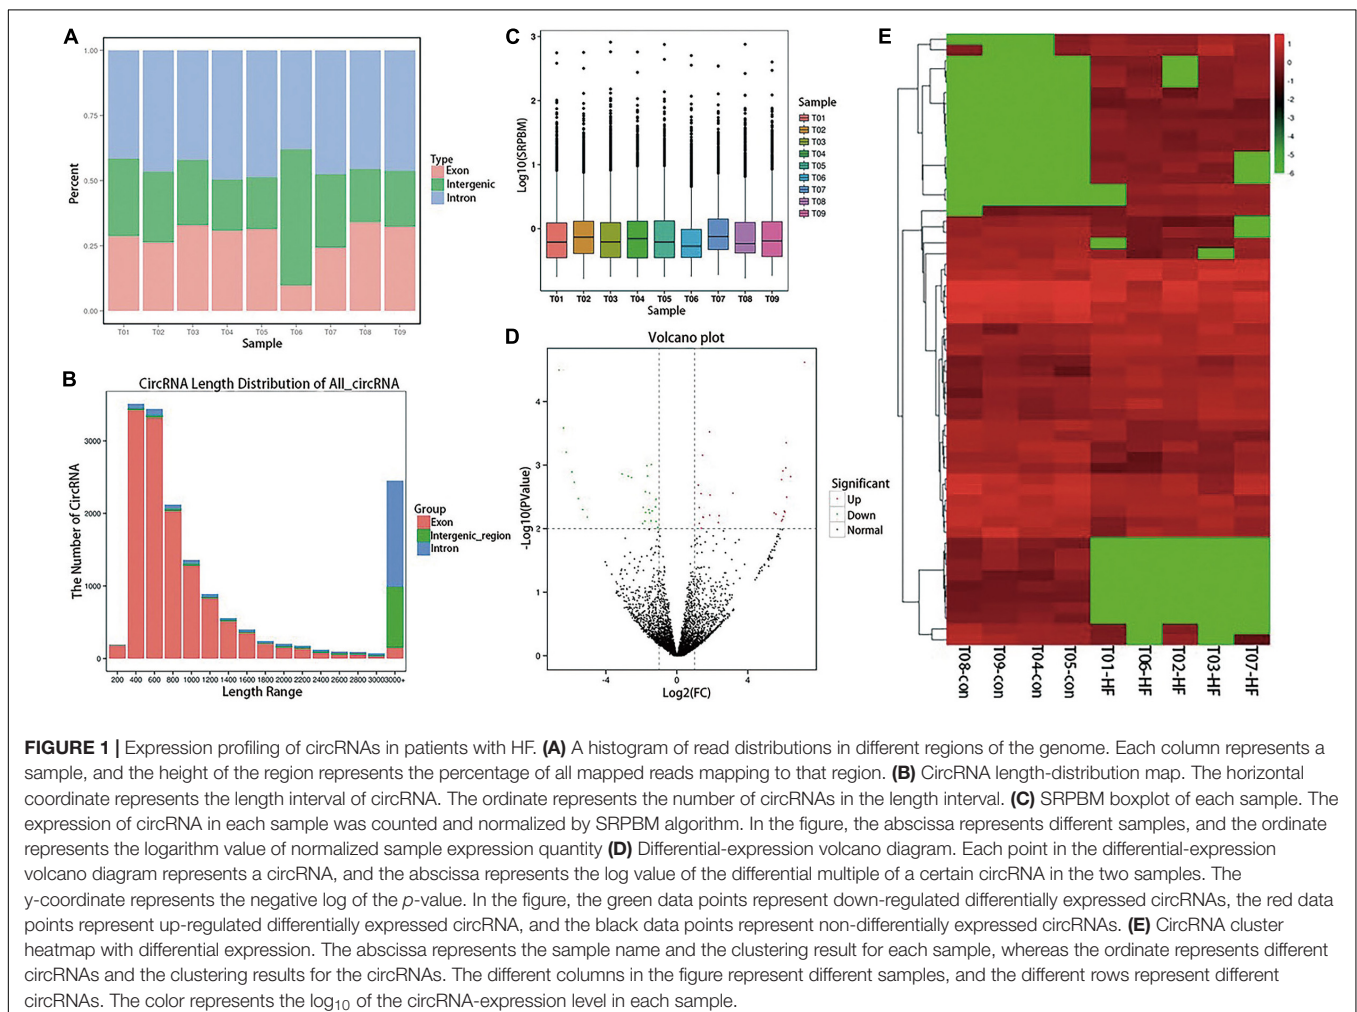 A
1.00
0.75
0.50
0.25
0.00
Percent
T01 T02 T03 T04 T05 T06 T07 T08 T09
Sample
Type
Exon
Intergenic
Intron
B
CircRNA Length Distribution of All_circRNA
3000
2000
1000
0
The Number of CircRNA
200 400 600 800 1000 1200 1400 1600 1800 2000 2200 2400 2600 2800 3000 3000+
Length Range
Group
Exon
Intergenic_region
Intron
C
3
2
1
0
Log10(SRPBM)
T01 T02 T03 T04 T05 T06 T07 T08 T09
Sample
Sample
T01
T02
T03
T04
T05
T06
T07
T08
T09
D
Volcano plot
4
3
2
1
0
-Log10(PValue)
-4 0 4
Log2(FC)
Significant
Up
Down
Normal
E
1
0
-1
-2
-3
-4
-5
-6
T08-con
T09-con
T04-con
T05-con
T01-HF
T06-HF
T02-HF
T03-HF
T07-HF
FIGURE 1 | Expression profiling of circRNAs in patients with HF. (A) A histogram of read distributions in different regions of the genome. Each column represents a
sample, and the height of the region represents the percentage of all mapped reads mapping to that region. (B) CircRNA length-distribution map. The horizontal
coordinate represents the length interval of circRNA. The ordinate represents the number of circRNAs in the length interval. (C) SRPBM boxplot of each sample. The
expression of circRNA in each sample was counted and normalized by SRPBM algorithm. In the figure, the abscissa represents different samples, and the ordinate
represents the logarithm value of normalized sample expression quantity (D) Differential-expression volcano diagram. Each point in the differential-expression
volcano diagram represents a circRNA, and the abscissa represents the log value of the differential multiple of a certain circRNA in the two samples. The
y-coordinate represents the negative log of the p-value. In the figure, the green data points represent down-regulated differentially expressed circRNAs, the red data
points represent up-regulated differentially expressed circRNA, and the black data points represent non-differentially expressed circRNAs. (E) CircRNA cluster
heatmap with differential expression. The abscissa represents the sample name and the clustering result for each sample, whereas the ordinate represents different
circRNAs and the clustering results for the circRNAs. The different columns in the figure represent different samples, and the different rows represent different
circRNAs. The color represents the log10 of the circRNA-expression level in each sample.